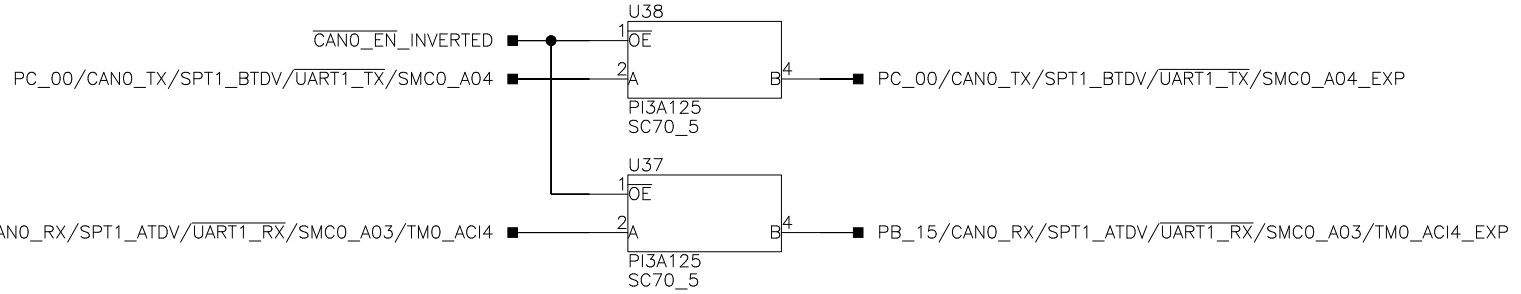 U38
CAN0_EN_INVERTED 1 OE
PC_00/CAN0_TX/SPT1_BTDV/UART1_TX/SMC0_A04 2 A B 4 PC_00/CAN0_TX/SPT1_BTDV/UART1_TX/SMC0_A04_EXP
PI3A125
SC70_5
U37
1 OE
AN0_RX/SPT1_ATDV/UART1_RX/SMC0_A03/TM0_ACI4 2 A B 4 PB_15/CAN0_RX/SPT1_ATDV/UART1_RX/SMC0_A03/TM0_ACI4_EXP
PI3A125
SC70_5